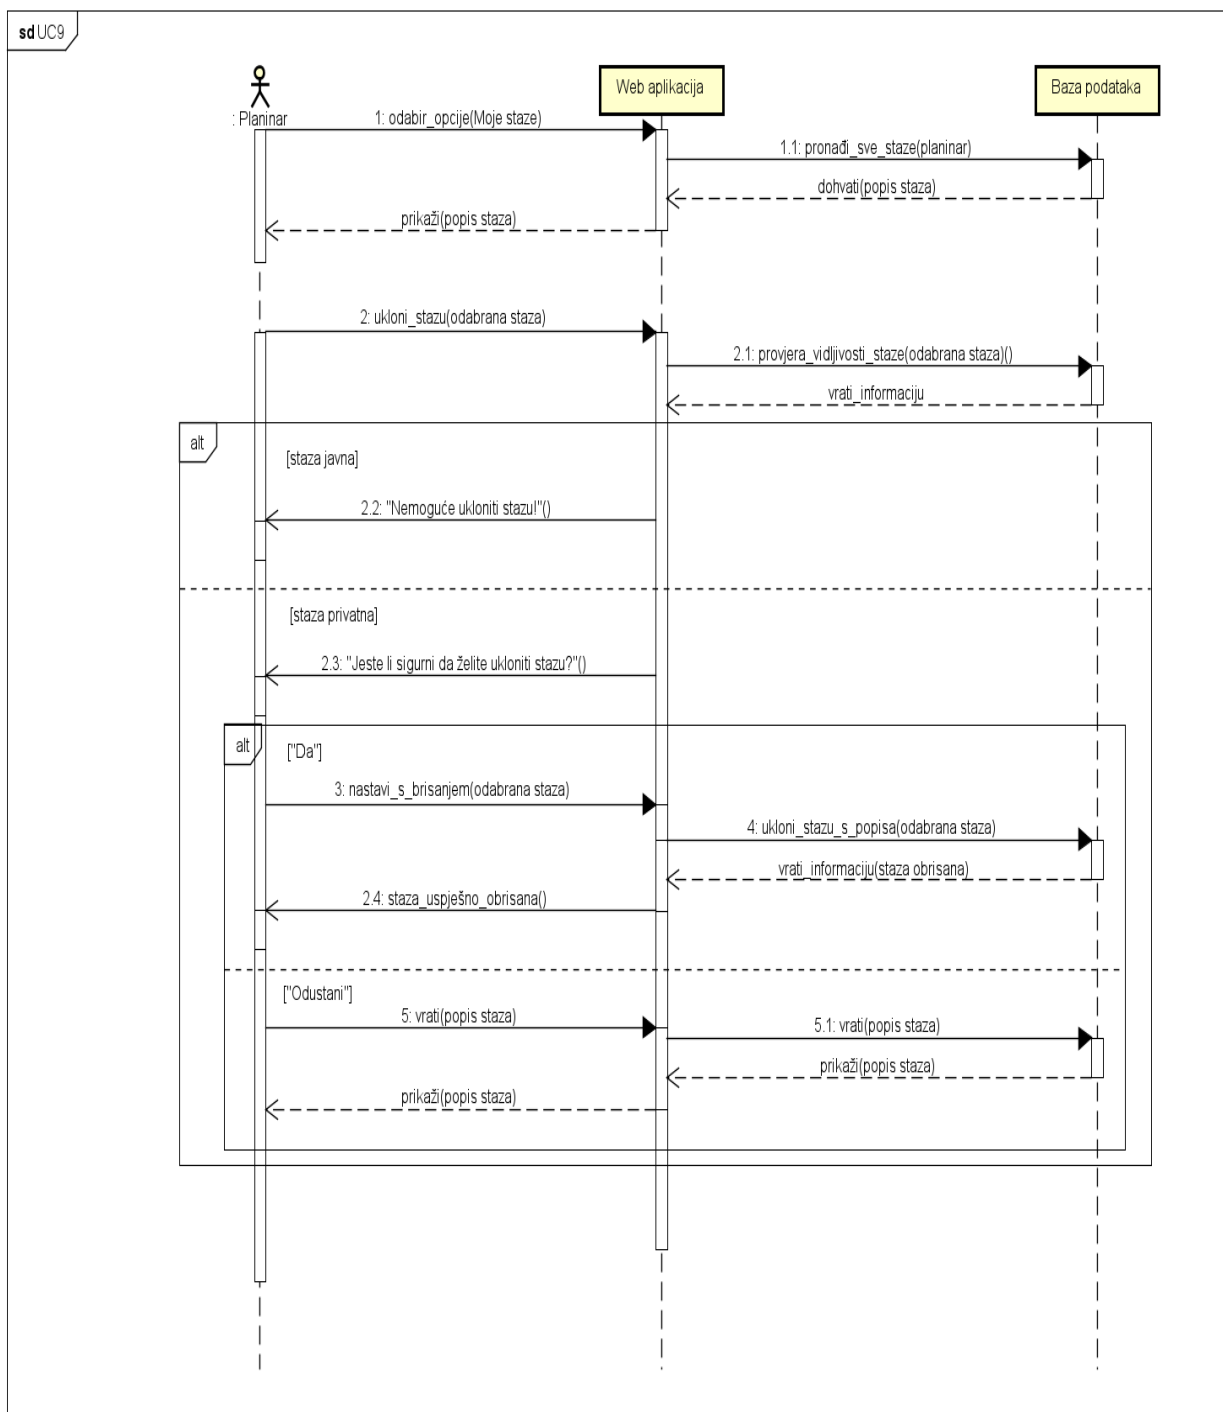 sd UC9
Web aplikacija
Baza podataka
: Planinar
1: odabir_opcije(Moje staze)
1.1: pronađi_sve_staze(planinar)
dohvati(popis staza)
prikaži(popis staza)
2: ukloni_stazu(odabrana staza)
2.1: provjera_vidljivosti_staze(odabrana staza)()
vrati_informaciju
alt
[staza javna]
2.2: "Nemoguće ukloniti stazu!"()
[staza privatna]
2.3: "Jeste li sigurni da želite ukloniti stazu?"()
alt
["Da"]
3: nastavi_s_brisanjem(odabrana staza)
4: ukloni_stazu_s_popisa(odabrana staza)
vrati_informaciju(staza obrisana)
2.4: staza_uspješno_obrisana()
["Odustani"]
5: vrati(popis staza)
5.1: vrati(popis staza)
prikaži(popis staza)
prikaži(popis staza)